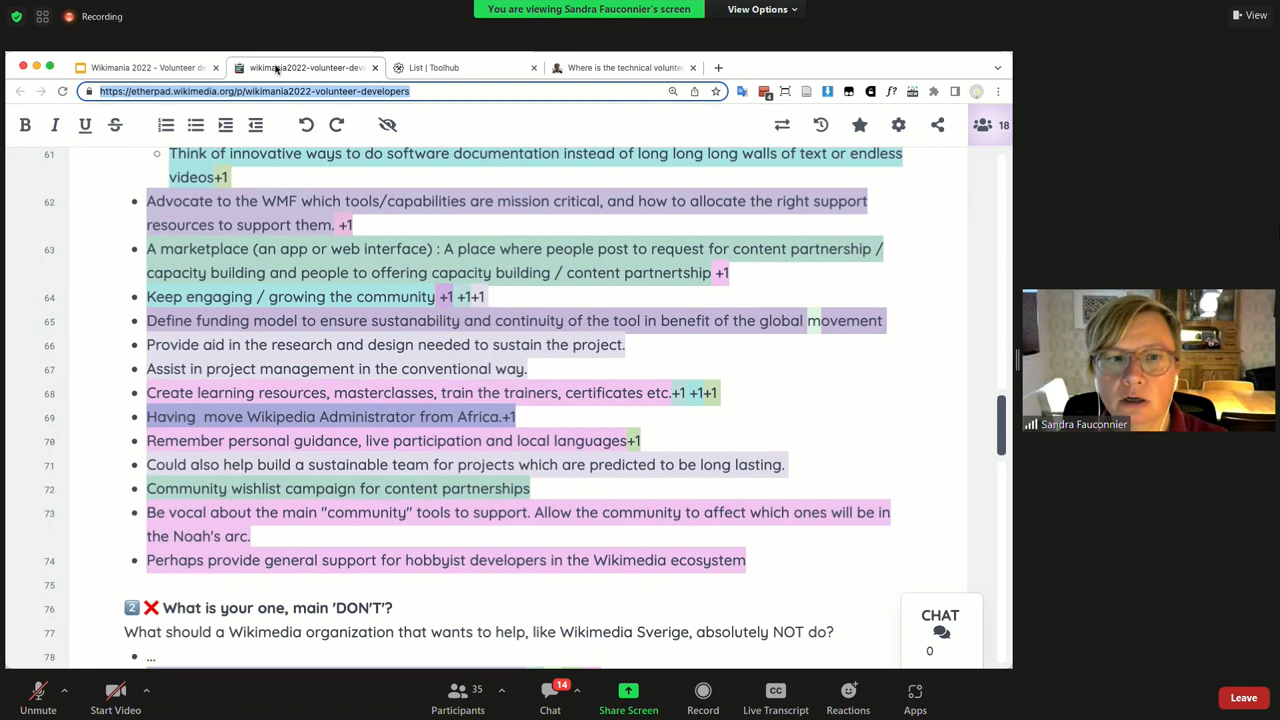 Recording
You are viewing Sandra Fauconnier's screen
View Options
View
Wikimania 2022 - Volunteer de
wikimania2022-volunteer-deve
List | Toolhub
Where is the technical volunte
https://etherpad.wikimedia.org/p/wikimania2022-volunteer-developers
18
61
Think of innovative ways to do software documentation instead of long long long walls of text or endless
videos+1
62
Advocate to the WMF which tools/capabilities are mission critical, and how to allocate the right support
resources to support them. +1
63
A marketplace (an app or web interface) : A place where people post to request for content partnership /
capacity building and people to offering capacity building / content partnertship +1
64
Keep engaging / growing the community +1 +1+1
65
Define funding model to ensure sustanability and continuity of the tool in benefit of the global movement
66
Provide aid in the research and design needed to sustain the project.
67
Assist in project management in the conventional way.
68
Create learning resources, masterclasses, train the trainers, certificates etc.+1 +1+1
69
Having move Wikipedia Administrator from Africa.+1
70
Remember personal guidance, live participation and local languages+1
71
Could also help build a sustainable team for projects which are predicted to be long lasting.
72
Community wishlist campaign for content partnerships
73
Be vocal about the main "community" tools to support. Allow the community to affect which ones will be in
the Noah's arc.
74
Perhaps provide general support for hobbyist developers in the Wikimedia ecosystem
75
76
2 ❌ What is your one, main 'DON'T'?
77
What should a Wikimedia organization that wants to help, like Wikimedia Sverige, absolutely NOT do?
78
...
CHAT
0
Sandra Fauconnier
Unmute
Start Video
35
Participants
14
Chat
Share Screen
Record
CC
Live Transcript
Reactions
Apps
Leave